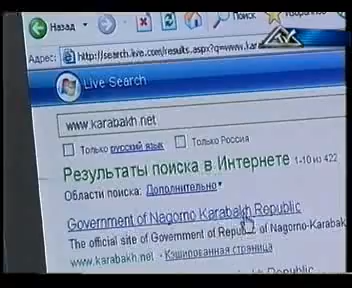 Назад
Поиск
Адрес: http://search.live.com/results.aspx?q=www.kar
Live Search
www.karabakh.net
Только русский язык Только Россия
Результаты поиска в Интернете 1-10 из 422
Области поиска: Дополнительно
Government of Nagorno Karabakh Republic
The official site of Government of Republic of Nagorno-Karabak
www.karabakh.net - Кэшированная страница